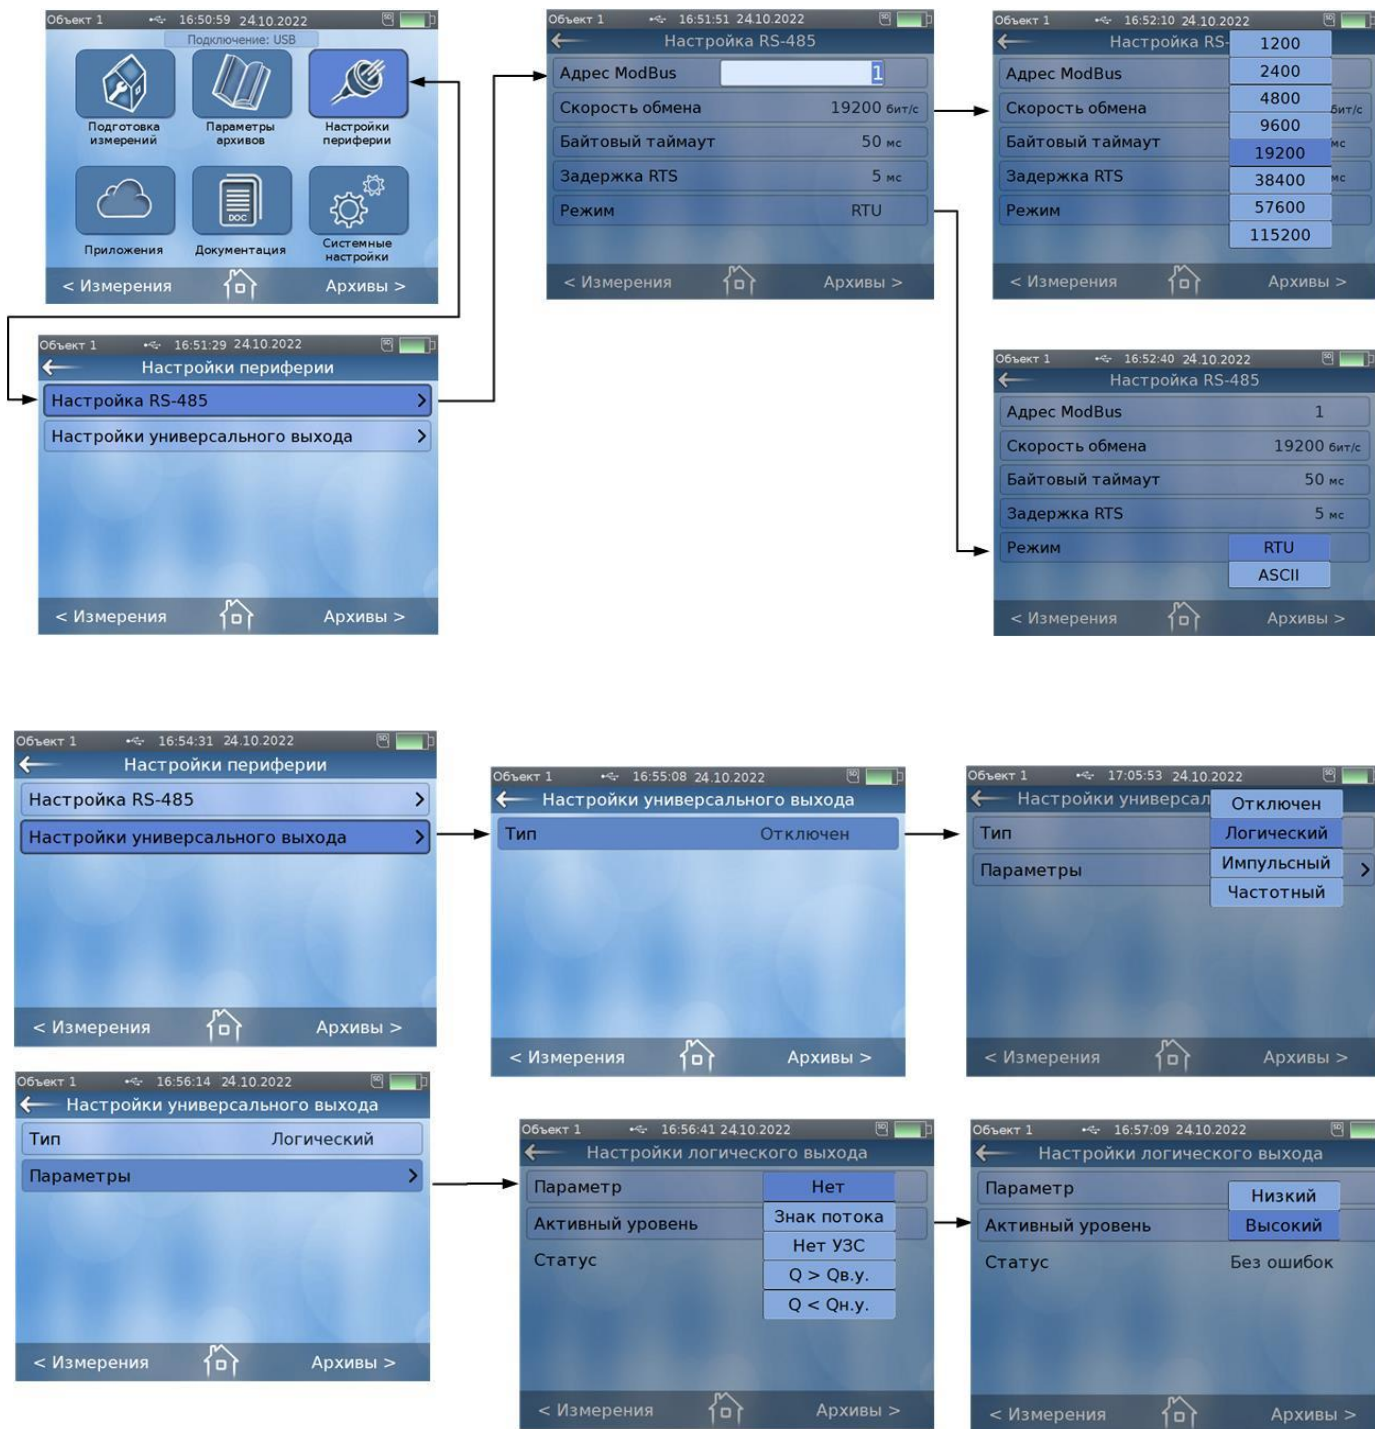 Объект 1 16:50:59 24.10.2022
Подключение: USB
Подготовка измерений
Параметры архивов
Настройки периферии
Приложения
DOC
Документация
Системные настройки
< Измерения Архивы >
Объект 1 16:51:29 24.10.2022
Настройки периферии
Настройка RS-485 >
Настройки универсального выхода >
< Измерения Архивы >
Объект 1 16:51:51 24.10.2022
Настройка RS-485
Адрес ModBus 1
Скорость обмена 19200 бит/с
Байтовый таймаут 50 мс
Задержка RTS 5 мс
Режим RTU
< Измерения Архивы >
Объект 1 16:52:10 24.10.2022
Настройка RS-
Адрес ModBus
Скорость обмена бит/с
Байтовый таймаут мс
Задержка RTS мс
Режим
1200
2400
4800
9600
19200
38400
57600
115200
< Измерения Архивы >
Объект 1 16:52:40 24.10.2022
Настройка RS-485
Адрес ModBus 1
Скорость обмена 19200 бит/с
Байтовый таймаут 50 мс
Задержка RTS 5 мс
Режим RTU
ASCII
< Измерения Архивы >
Объект 1 16:54:31 24.10.2022
Настройки периферии
Настройка RS-485 >
Настройки универсального выхода >
< Измерения Архивы >
Объект 1 16:55:08 24.10.2022
Настройки универсального выхода
Тип Отключен
< Измерения Архивы >
Объект 1 17:05:53 24.10.2022
Настройки универсал
Тип
Параметры >
Отключен
Логический
Импульсный
Частотный
< Измерения Архивы >
Объект 1 16:56:14 24.10.2022
Настройки универсального выхода
Тип Логический
Параметры >
< Измерения Архивы >
Объект 1 16:56:41 24.10.2022
Настройки логического выхода
Параметр Нет
Активный уровень
Статус
Знак потока
Нет УЗС
Q > Qв.у.
Q < Qн.у.
< Измерения Архивы >
Объект 1 16:57:09 24.10.2022
Настройки логического выхода
Параметр Низкий
Активный уровень Высокий
Статус Без ошибок
< Измерения Архивы >